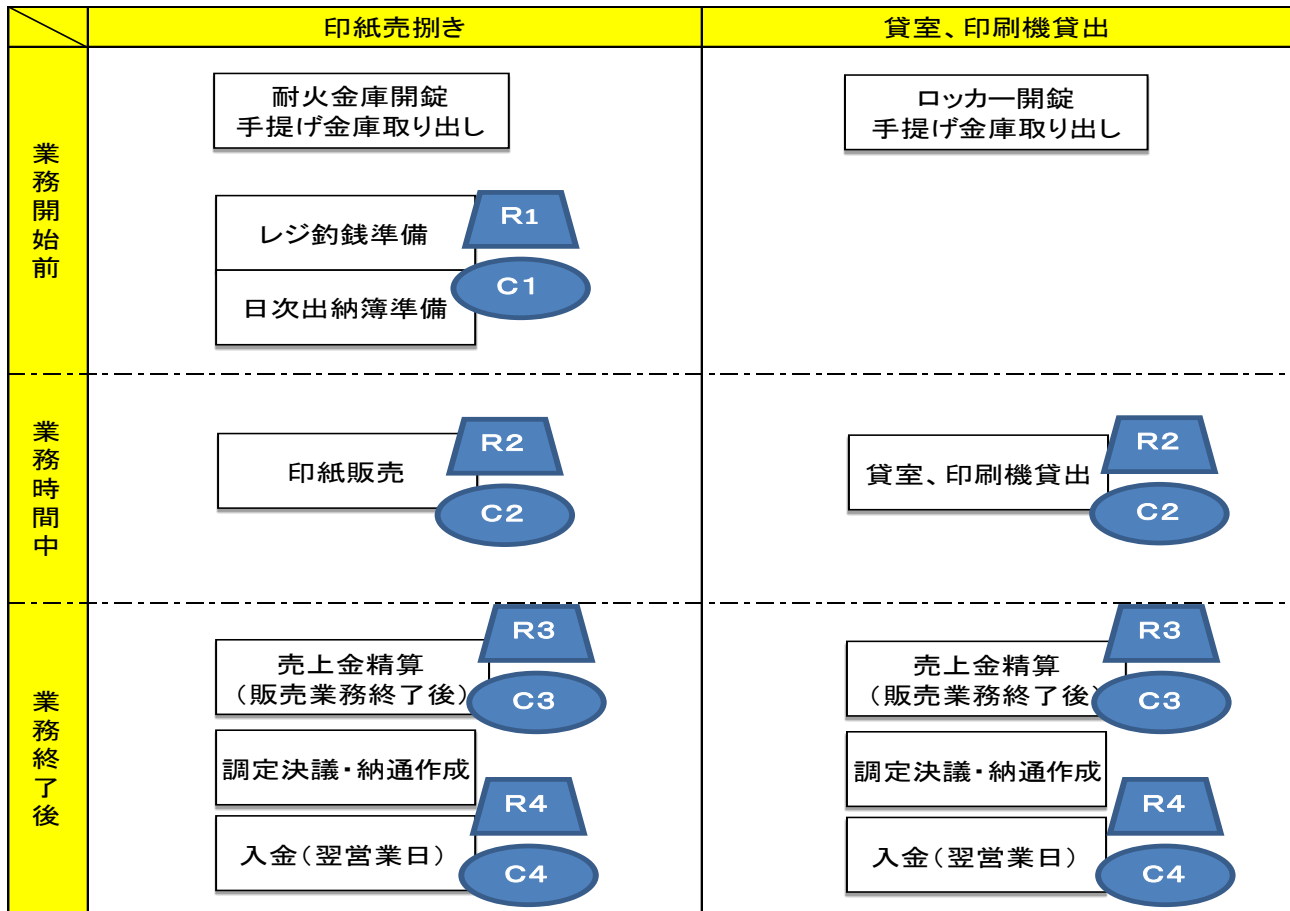 印紙売捌き
貸室、印刷機貸出
業務開始前
耐火金庫開錠
手提げ金庫取り出し
レジ釣銭準備
日次出納簿準備
R1
C1
ロッカー開錠
手提げ金庫取り出し
業務時間中
印紙販売
R2
C2
貸室、印刷機貸出
R2
C2
業務終了後
売上金精算
（販売業務終了後）
R3
C3
調定決議・納通作成
入金（翌営業日）
R4
C4
売上金精算
（販売業務終了後）
R3
C3
調定決議・納通作成
入金（翌営業日）
R4
C4